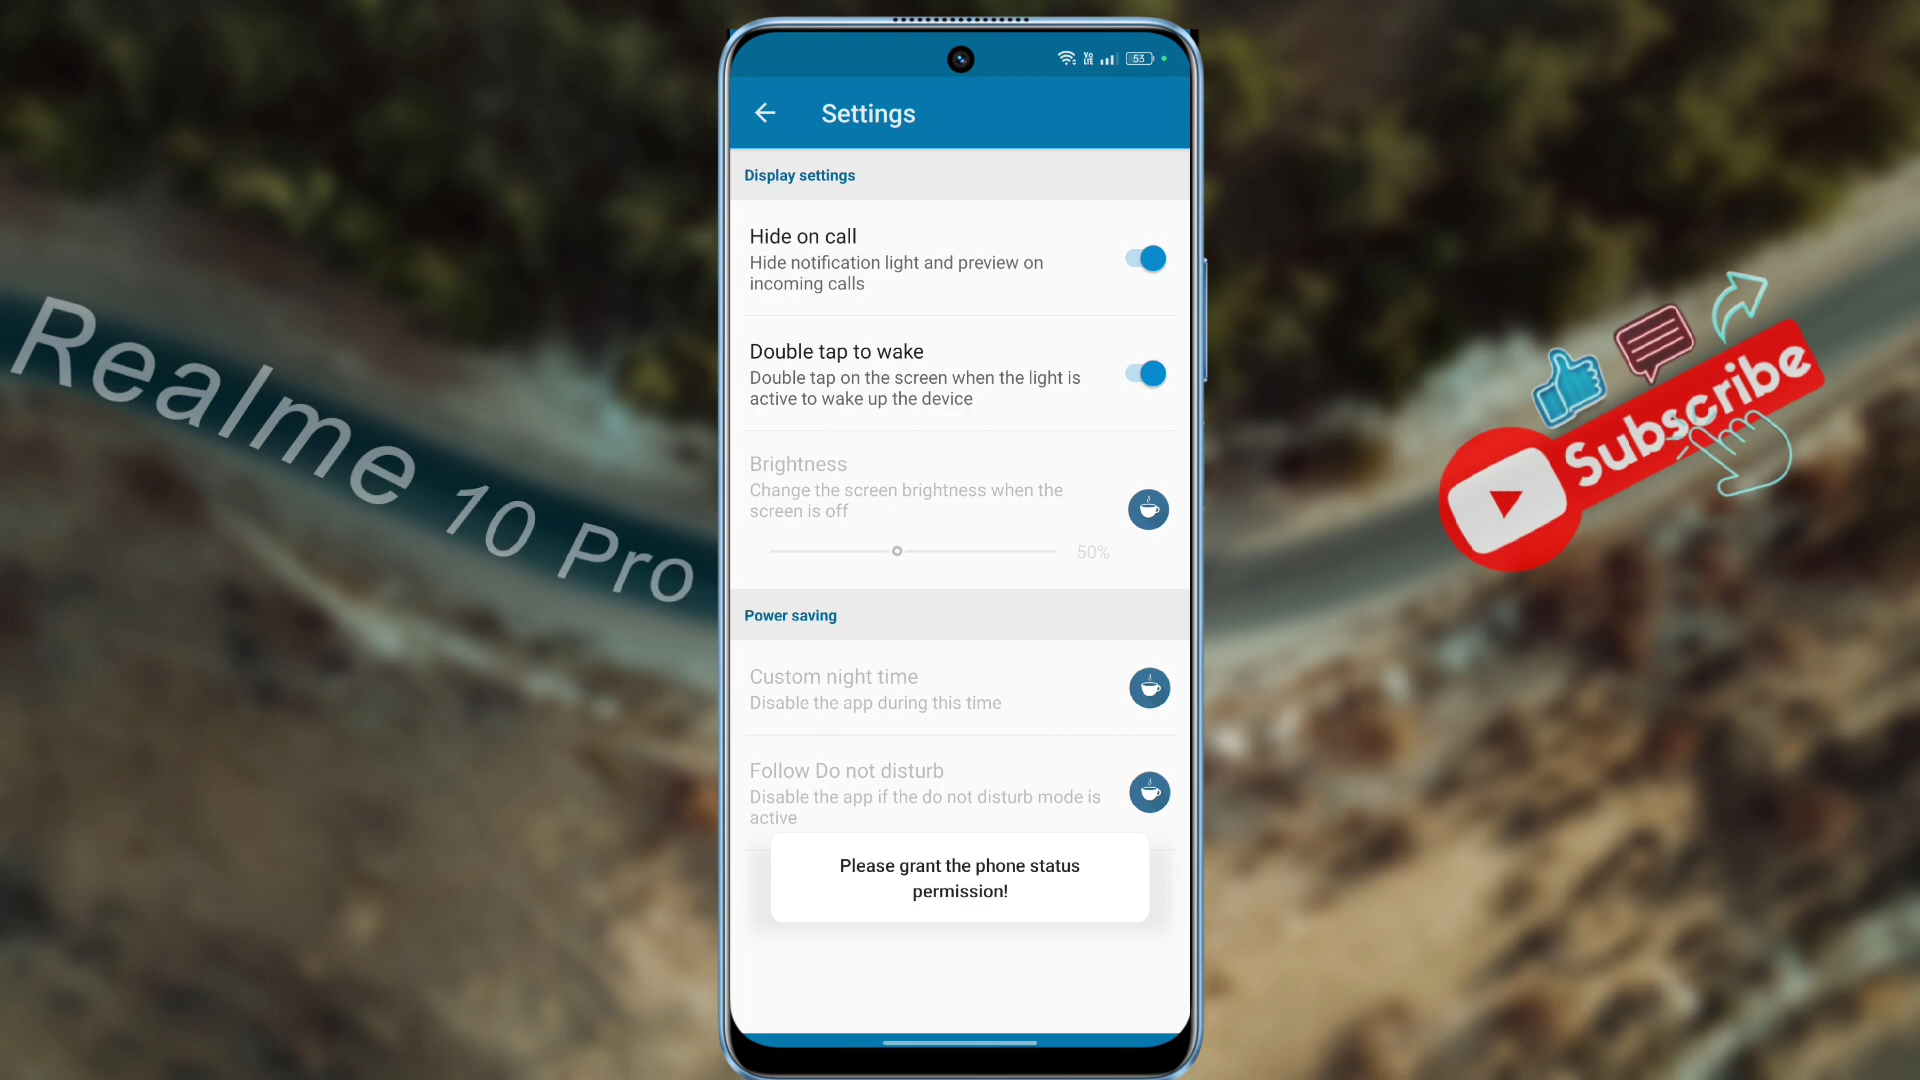 53
Settings
Display settings
Hide on call
Hide notification light and preview on
incoming calls
Double tap to wake
Double tap on the screen when the light is
active to wake up the device
Brightness
Change the screen brightness when the
screen is off
50%
Power saving
Custom night time
Disable the app during this time
Follow Do not disturb
Disable the app if the do not disturb mode is
active
Please grant the phone status
permission!
Realme 10 Pro
Subscribe